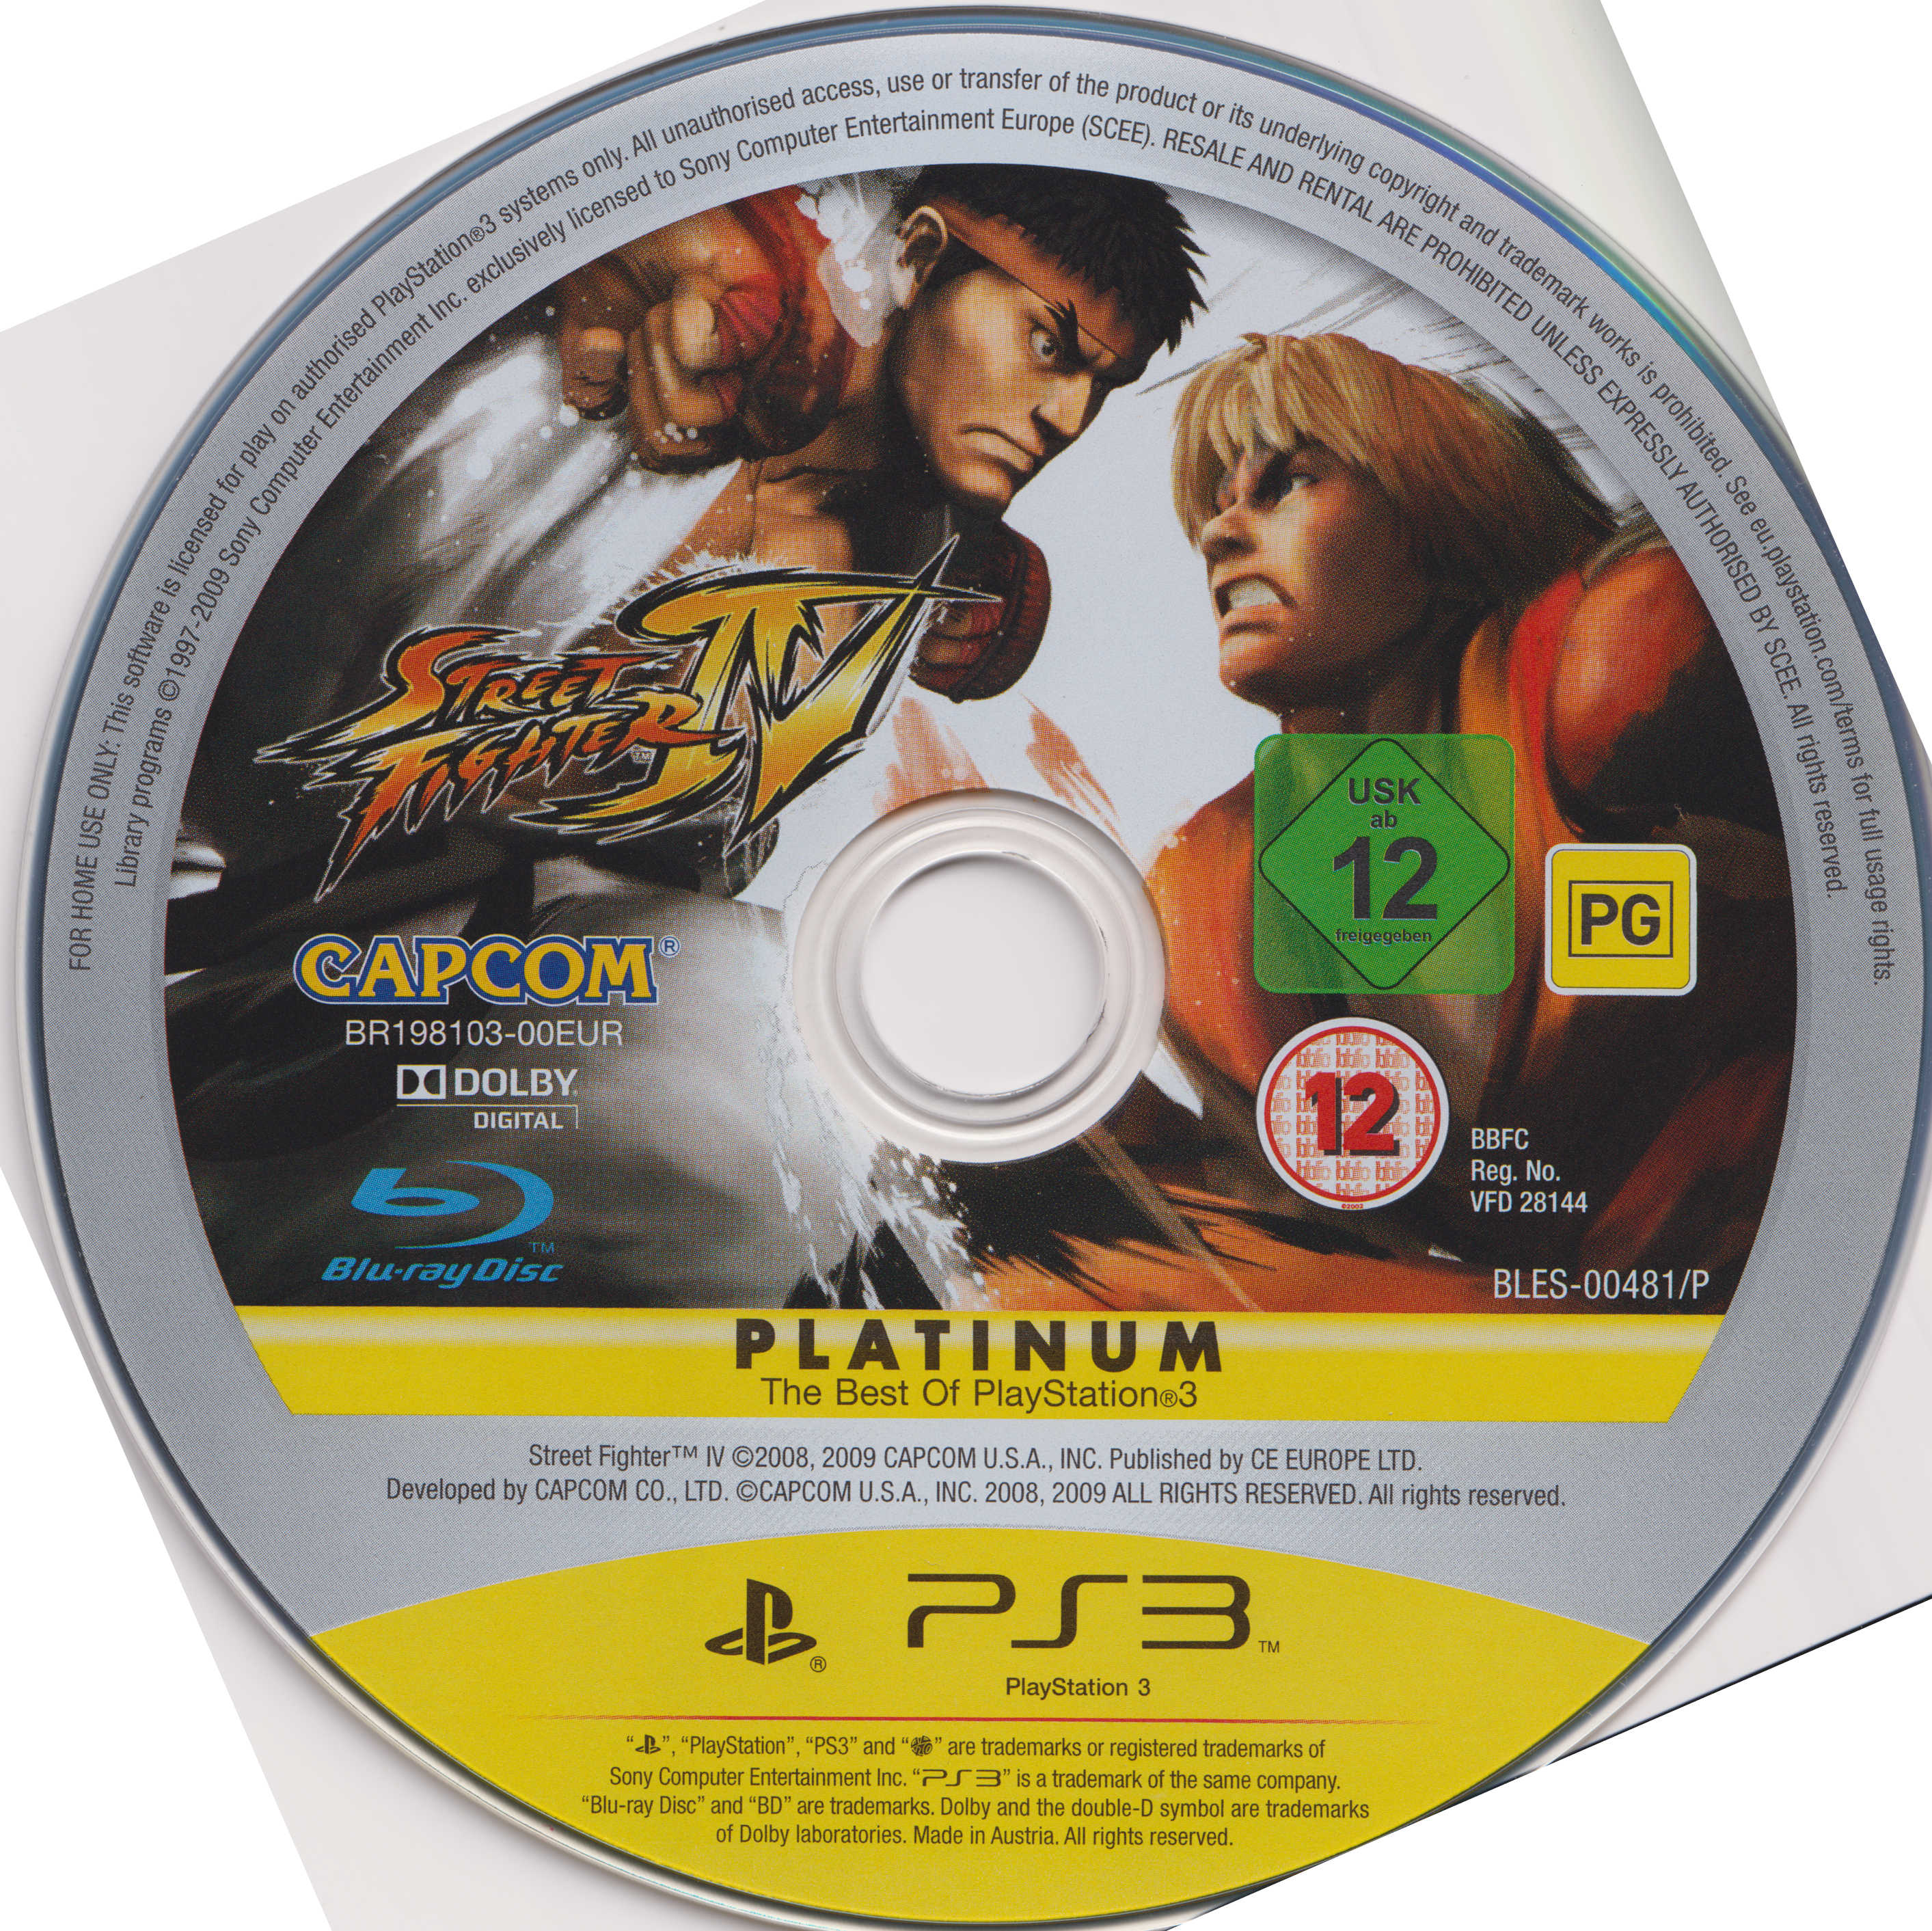 FOR HOME USE ONLY: This software is licensed for play on authorised PlayStation®3 systems only. All unauthorised access, use or transfer of the product or its underlying copyright and trademark works is prohibited. See eu.playstation.com/terms for full usage rights.
Library programs ©1997-2009 Sony Computer Entertainment Inc. exclusively licensed to Sony Computer Entertainment Europe (SCEE). RESALE AND RENTAL ARE PROHIBITED UNLESS EXPRESSLY AUTHORISED BY SCEE. All rights reserved.
STREET
FIGHTER IV
TM
USK
ab
12
freigegeben
PG
CAPCOM®
BR198103-00EUR
DOLBY
DIGITAL
12
bbfc
©2002
BBFC
Reg. No.
VFD 28144
TM
Blu-ray Disc
BLES-00481/P
PLATINUM
The Best Of PlayStation®3
Street Fighter™ IV ©2008, 2009 CAPCOM U.S.A., INC. Published by CE EUROPE LTD.
Developed by CAPCOM CO., LTD. ©CAPCOM U.S.A., INC. 2008, 2009 ALL RIGHTS RESERVED. All rights reserved.
® PS3™
PlayStation 3
“ ”, “PlayStation”, “PS3” and “ ” are trademarks or registered trademarks of
Sony Computer Entertainment Inc. “PS3” is a trademark of the same company.
“Blu-ray Disc” and “BD” are trademarks. Dolby and the double-D symbol are trademarks
of Dolby laboratories. Made in Austria. All rights reserved.